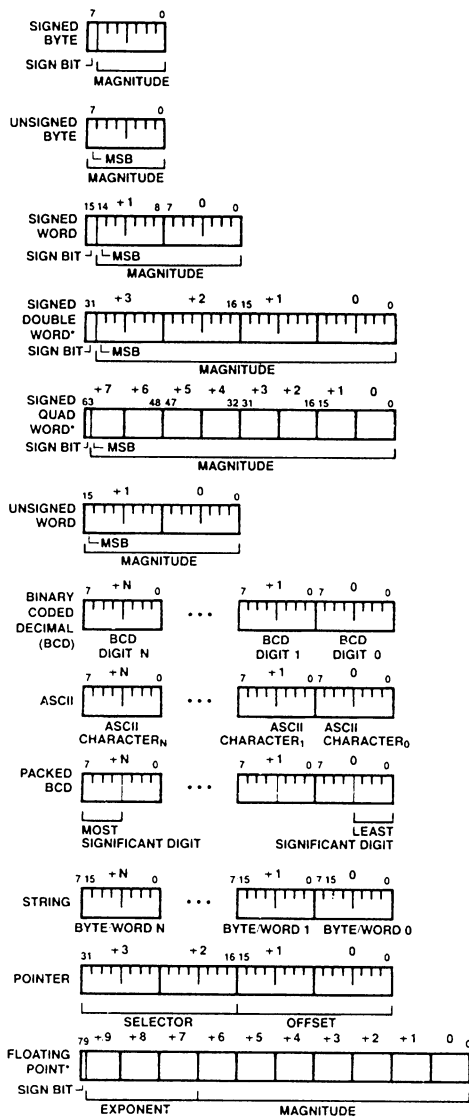 SIGNED BYTE 7 0
SIGN BIT MAGNITUDE
UNSIGNED BYTE 7 0
MSB
MAGNITUDE
SIGNED WORD 15 14 +1 8 7 0 0
SIGN BIT MSB
MAGNITUDE
SIGNED DOUBLE WORD* 31 +3 +2 16 15 +1 0 0
SIGN BIT MSB
MAGNITUDE
SIGNED QUAD WORD* 63 +7 +6 48 47 +5 +4 32 31 +3 +2 16 15 +1 0 0
SIGN BIT MSB
MAGNITUDE
UNSIGNED WORD 15 +1 0 0
MSB
MAGNITUDE
BINARY CODED DECIMAL (BCD) 7 +N 0 • • • 7 +1 0 7 0 0
BCD DIGIT N BCD DIGIT 1 BCD DIGIT 0
ASCII 7 +N 0 • • • 7 +1 0 7 0 0
ASCII CHARACTER_N ASCII CHARACTER_1 ASCII CHARACTER_0
PACKED BCD 7 +N 0 • • • 7 +1 0 7 0 0
MOST SIGNIFICANT DIGIT LEAST SIGNIFICANT DIGIT
STRING 7 15 +N 0 • • • 7 15 +1 0 7 15 0 0
BYTE/WORD N BYTE/WORD 1 BYTE/WORD 0
POINTER 31 +3 +2 16 15 +1 0 0
SELECTOR OFFSET
FLOATING POINT* 79 +9 +8 +7 +6 +5 +4 +3 +2 +1 0 0
SIGN BIT
EXPONENT MAGNITUDE